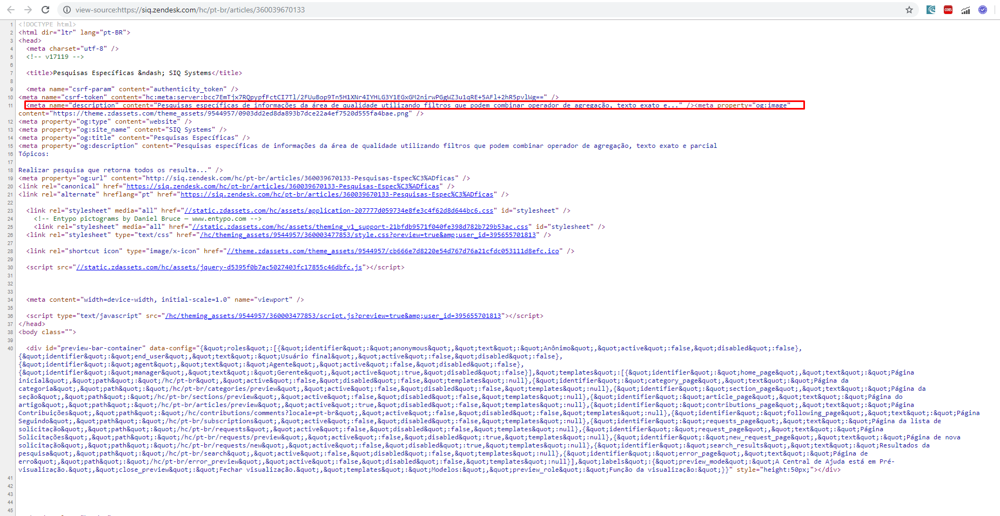 view-source:https://siq.zendesk.com/hc/pt-br/articles/360039670133
CORS
1 <!DOCTYPE html>
2 <html dir="ltr" lang="pt-BR">
3 <head>
4 <meta charset="utf-8" />
5 <!-- v17119 -->
6
7 <title>Pesquisas Específicas &ndash; SIQ Systems</title>
8
9 <meta name="csrf-param" content="authenticity_token" />
10 <meta name="csrf-token" content="hc:meta:server:bcc7EmTjx7RQpypfFctCI7Tl/2FUuBop9Tn5H1XNr4IYHLG3Y1EGxGM2nirwPGgWZ3u1qRE+5AFl+2hR5pvlWg==" />
11 <meta name="description" content="Pesquisas específicas de informações da área de qualidade utilizando filtros que podem combinar operador de agregação, texto exato e..." /><meta property="og:image"
content="https://theme.zdassets.com/theme_assets/9544957/0903dd2ed8da893b7dce22a4ef7520d555fa4bae.png" />
12 <meta property="og:type" content="website" />
13 <meta property="og:site_name" content="SIQ Systems" />
14 <meta property="og:title" content="Pesquisas Específicas" />
15 <meta property="og:description" content="Pesquisas específicas de informações da área de qualidade utilizando filtros que podem combinar operador de agregação, texto exato e parcial
16 Tópicos:
17
18 Realizar pesquisa que retorna todos os resulta..." />
19 <meta property="og:url" content="http://siq.zendesk.com/hc/pt-br/articles/360039670133-Pesquisas-Espec%C3%ADficas" />
20 <link rel="canonical" href="https://siq.zendesk.com/hc/pt-br/articles/360039670133-Pesquisas-Espec%C3%ADficas" />
21 <link rel="alternate" hreflang="pt" href="https://siq.zendesk.com/hc/pt-br/articles/360039670133-Pesquisas-Espec%C3%ADficas" />
22
23 <link rel="stylesheet" media="all" href="//static.zdassets.com/hc/assets/application-207777d059734e8fe3c4f62d8d644bc6.css" id="stylesheet" />
24 <!-- Entypo pictograms by Daniel Bruce — www.entypo.com -->
25 <link rel="stylesheet" media="all" href="//static.zdassets.com/hc/assets/theming_v1_support-21bfdb9571f040fe398d782b729b53ac.css" id="stylesheet" />
26 <link rel="stylesheet" type="text/css" href="/hc/theming_assets/9544957/360003477853/style.css?preview=true&amp;user_id=395655701813" />
27
28 <link rel="shortcut icon" type="image/x-icon" href="//theme.zdassets.com/theme_assets/9544957/cb666e7d8220e54d767d76a21cfdc053111d8efc.ico" />
29
30 <script src="//static.zdassets.com/hc/assets/jquery-d5395f0b7ac5027403fc17855c46dbfc.js"></script>
31
32
33
34 <meta content="width=device-width, initial-scale=1.0" name="viewport" />
35
36 <script type="text/javascript" src="/hc/theming_assets/9544957/360003477853/script.js?preview=true&amp;user_id=395655701813"></script>
37 </head>
38 <body class="">
39
40 <div id="preview-bar-container" data-config="{&quot;roles&quot;:[{&quot;identifier&quot;:&quot;anonymous&quot;,&quot;text&quot;:&quot;Anônimo&quot;,&quot;active&quot;:false,&quot;disabled&quot;:false},
{&quot;identifier&quot;:&quot;end_user&quot;,&quot;text&quot;:&quot;Usuário final&quot;,&quot;active&quot;:false,&quot;disabled&quot;:false},
{&quot;identifier&quot;:&quot;agent&quot;,&quot;text&quot;:&quot;Agente&quot;,&quot;active&quot;:false,&quot;disabled&quot;:false},
{&quot;identifier&quot;:&quot;manager&quot;,&quot;text&quot;:&quot;Gerente&quot;,&quot;active&quot;:true,&quot;disabled&quot;:false}],&quot;templates&quot;:[{&quot;identifier&quot;:&quot;home_page&quot;,&quot;text&quot;:&quot;Página
inicial&quot;,&quot;path&quot;:&quot;/hc/pt-br&quot;,&quot;active&quot;:false,&quot;disabled&quot;:false,&quot;templates&quot;:null},{&quot;identifier&quot;:&quot;category_page&quot;,&quot;text&quot;:&quot;Página da
categoria&quot;,&quot;path&quot;:&quot;/hc/pt-br/categories/preview&quot;,&quot;active&quot;:false,&quot;disabled&quot;:false,&quot;templates&quot;:null},{&quot;identifier&quot;:&quot;section_page&quot;,&quot;text&quot;:&quot;Página da
seção&quot;,&quot;path&quot;:&quot;/hc/pt-br/sections/preview&quot;,&quot;active&quot;:false,&quot;disabled&quot;:false,&quot;templates&quot;:null},{&quot;identifier&quot;:&quot;article_page&quot;,&quot;text&quot;:&quot;Página do
artigo&quot;,&quot;path&quot;:&quot;/hc/pt-br/articles/preview&quot;,&quot;active&quot;:true,&quot;disabled&quot;:false,&quot;templates&quot;:null},{&quot;identifier&quot;:&quot;contributions_page&quot;,&quot;text&quot;:&quot;Página
Contribuições&quot;,&quot;path&quot;:&quot;/hc/contributions/comments?locale=pt-br&quot;,&quot;active&quot;:false,&quot;disabled&quot;:false,&quot;templates&quot;:null},{&quot;identifier&quot;:&quot;following_page&quot;,&quot;text&quot;:&quot;Página
Seguindo&quot;,&quot;path&quot;:&quot;/hc/pt-br/subscriptions&quot;,&quot;active&quot;:false,&quot;disabled&quot;:false,&quot;templates&quot;:null},{&quot;identifier&quot;:&quot;requests_page&quot;,&quot;text&quot;:&quot;Página da lista de
solicitação&quot;,&quot;path&quot;:&quot;/hc/pt-br/requests&quot;,&quot;active&quot;:false,&quot;disabled&quot;:false,&quot;templates&quot;:null},{&quot;identifier&quot;:&quot;request_page&quot;,&quot;text&quot;:&quot;Página
Solicitações&quot;,&quot;path&quot;:&quot;/hc/pt-br/requests/preview&quot;,&quot;active&quot;:false,&quot;disabled&quot;:true,&quot;templates&quot;:null},{&quot;identifier&quot;:&quot;new_request_page&quot;,&quot;text&quot;:&quot;Página de nova
solicitação&quot;,&quot;path&quot;:&quot;/hc/pt-br/requests/new&quot;,&quot;active&quot;:false,&quot;disabled&quot;:true,&quot;templates&quot;:null},{&quot;identifier&quot;:&quot;search_results&quot;,&quot;text&quot;:&quot;Resultados da
pesquisa&quot;,&quot;path&quot;:&quot;/hc/pt-br/search&quot;,&quot;active&quot;:false,&quot;disabled&quot;:false,&quot;templates&quot;:null},{&quot;identifier&quot;:&quot;error_page&quot;,&quot;text&quot;:&quot;Página de
erro&quot;,&quot;path&quot;:&quot;/hc/pt-br/error_preview&quot;,&quot;active&quot;:false,&quot;disabled&quot;:false,&quot;templates&quot;:null}],&quot;labels&quot;:{&quot;preview_mode&quot;:&quot;A Central de Ajuda está em Pré-
visualização.&quot;,&quot;close_preview&quot;:&quot;Fechar visualização.&quot;,&quot;templates&quot;:&quot;Modelos:&quot;,&quot;preview_role&quot;:&quot;Função da visualização:&quot;}}" style="height:50px;"></div>
41
42
43
44
45